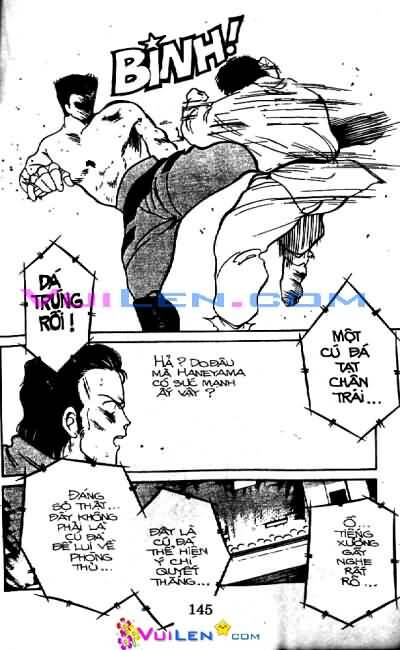 BỈNH!
ĐÁ
TRÚNG
RỒI!
VUILEN.COM
MỘT
CÚ ĐÁ
TẠT
CHÂN
TRÁI...
HẢ? DO ĐÂU
MÀ HANEYAMA
CÓ SỨC MẠNH
ẤY VẬY?
Ồ...
TIẾNG
XƯƠNG
GÃY
NGHE
RẤT
RÕ...
ĐÂY LÀ
CÚ ĐÁ
THỂ HIỆN
Ý CHÍ
QUYẾT
THẮNG...
ĐÁNG
SỢ THẬT...
ĐÂY KHÔNG
PHẢI LÀ
CÚ ĐÁ
ĐỂ LUI VỀ
PHÒNG
THỦ...
145
VUILEN.COM